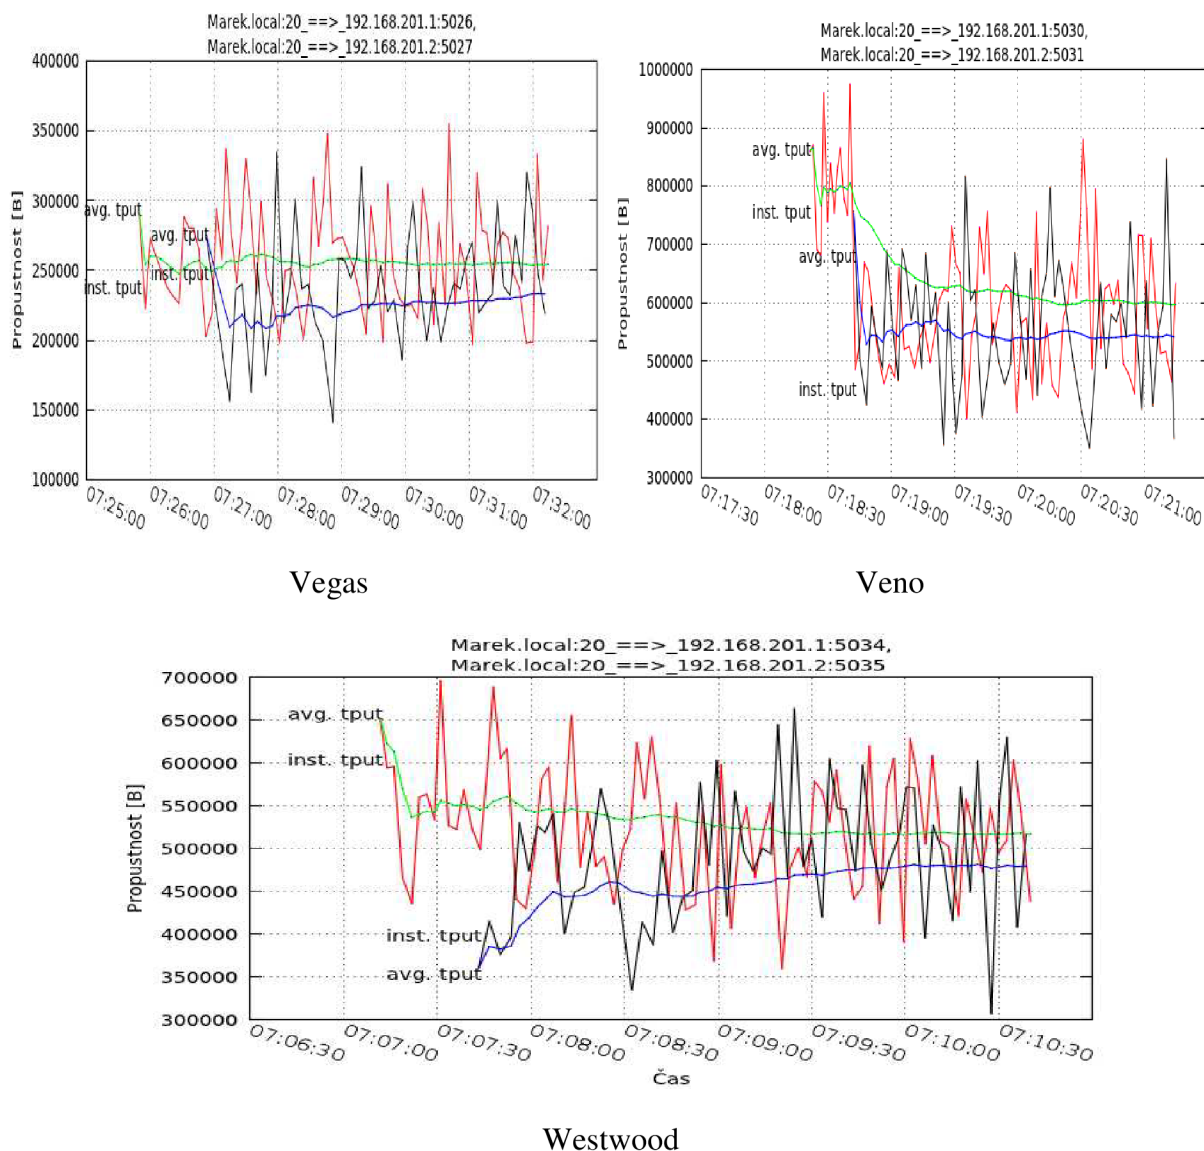 Marek.local:20_==>_192.168.201.1:5026,
Marek.local:20_==>_192.168.201.2:5027
400000
350000
300000
250000
200000
150000
100000
Propustnost [B]
avg. tput
avg. tput
inst. tput
inst. tput
07:25:00
07:26:00
07:27:00
07:28:00
07:29:00
07:30:00
07:31:00
07:32:00
Vegas
Marek.local:20_==>_192.168.201.1:5030,
Marek.local:20_==>_192.168.201.2:5031
1000000
900000
800000
700000
600000
500000
400000
300000
Propustnost [B]
avg. tput
inst. tput
avg. tput
inst. tput
07:17:30
07:18:00
07:18:30
07:19:00
07:19:30
07:20:00
07:20:30
07:21:00
Veno
Marek.local:20_==>_192.168.201.1:5034,
Marek.local:20_==>_192.168.201.2:5035
700000
650000
600000
550000
500000
450000
400000
350000
300000
Propustnost [B]
avg. tput
inst. tput
inst. tput
avg. tput
07:06:30
07:07:00
07:07:30
07:08:00
07:08:30
07:09:00
07:09:30
07:10:00
07:10:30
Čas
Westwood